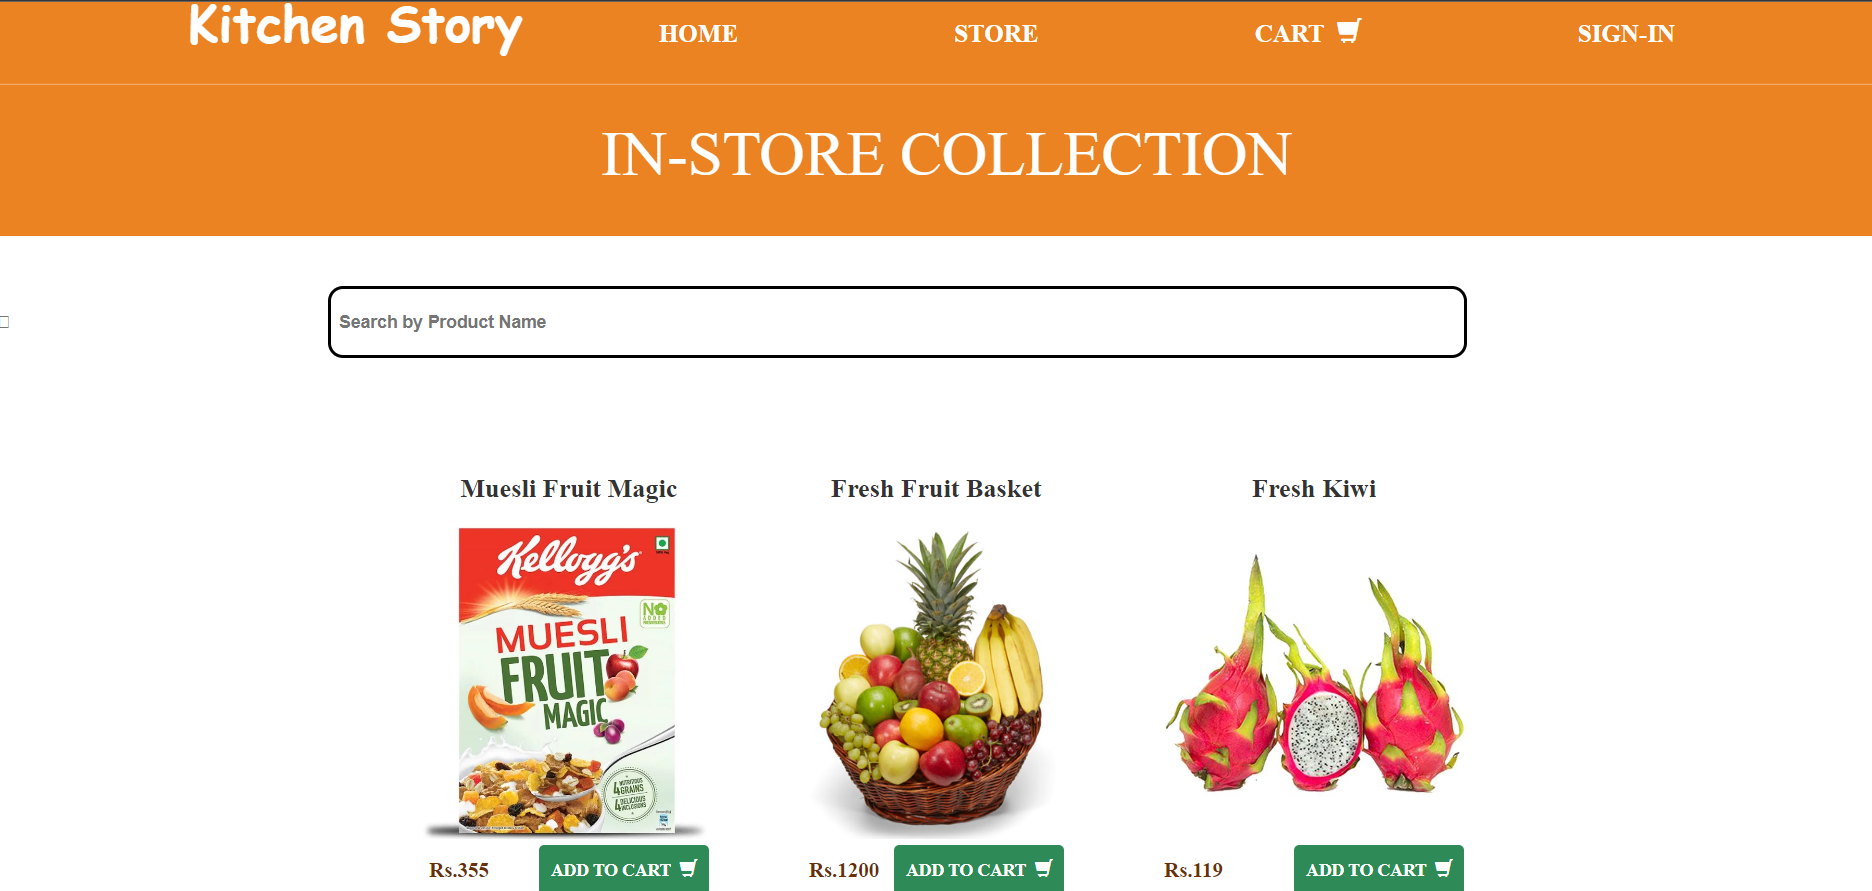 Kitchen Story HOME STORE CART SIGN-IN
IN-STORE COLLECTION
Search by Product Name
Muesli Fruit Magic Fresh Fruit Basket Fresh Kiwi
Kellogg's
NO
ADDED
MUESLI
FRUIT
MAGIC
4 NUTRITIOUS
GRAINS
4 DELICIOUS
INCLUSIONS
Rs.355 ADD TO CART Rs.1200 ADD TO CART Rs.119 ADD TO CART